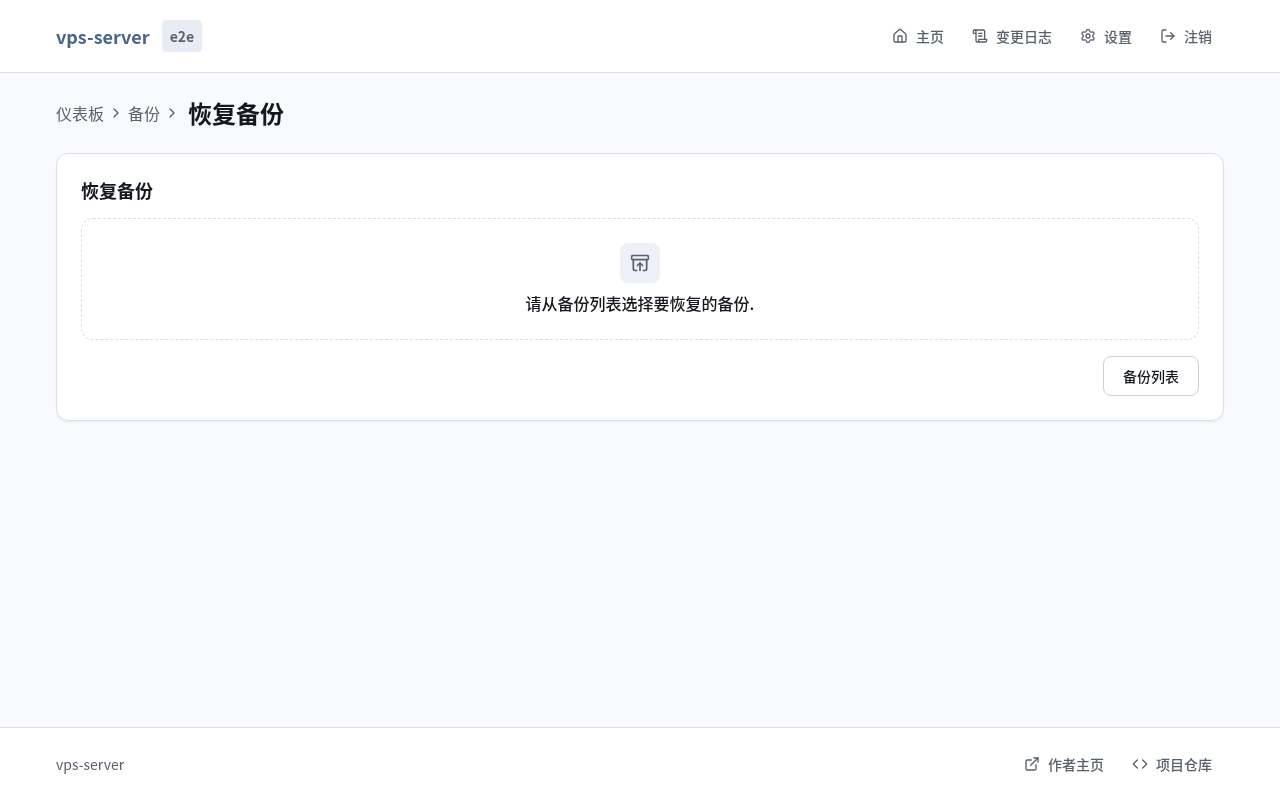 vps-server e2e 主页 变更日志 设置 注销
仪表板 备份 恢复备份
恢复备份
请从备份列表选择要恢复的备份.
备份列表
vps-server 作者主页 项目仓库